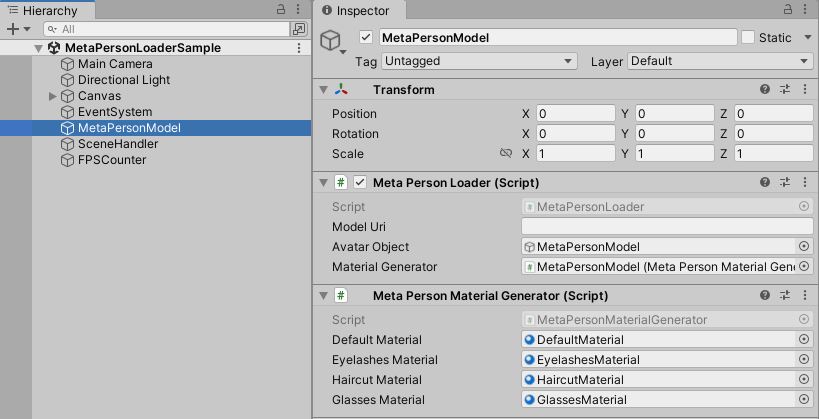 Hierarchy
All
MetaPersonLoaderSample
Main Camera
Directional Light
Canvas
EventSystem
MetaPersonModel
SceneHandler
FPSCounter
Inspector
MetaPersonModel
Static
Tag Untagged Layer Default
Transform
Position X 0 Y 0 Z 0
Rotation X 0 Y 0 Z 0
Scale X 1 Y 1 Z 1
# Meta Person Loader (Script)
Script # MetaPersonLoader
Model Uri
Avatar Object MetaPersonModel
Material Generator # MetaPersonModel (Meta Person Material Gen
# Meta Person Material Generator (Script)
Script # MetaPersonMaterialGenerator
Default Material DefaultMaterial
Eyelashes Material EyelashesMaterial
Haircut Material HaircutMaterial
Glasses Material GlassesMaterial